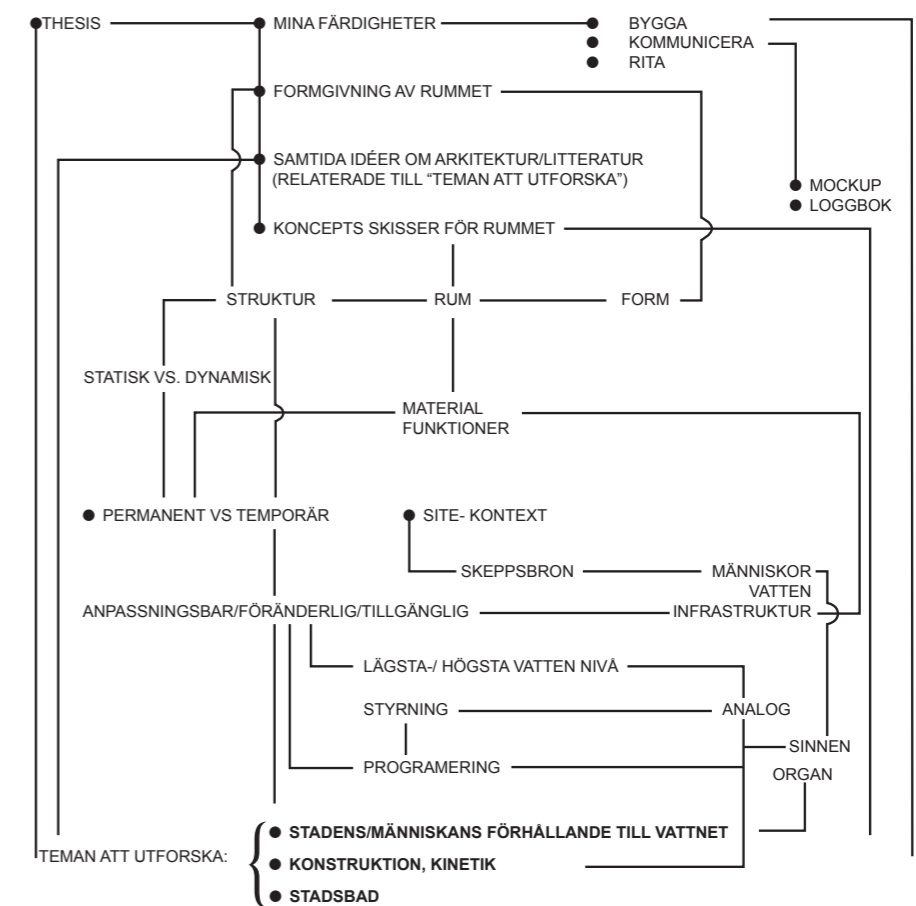 THESIS
MINA FÄRDIGHETER
BYGGA
KOMMUNICERA
RITA
FORMGIVNING AV RUMMET
SAMTIDA IDÉER OM ARKITEKTUR/LITTERATUR
(RELATERADE TILL “TEMAN ATT UTFORSKA”)
MOCKUP
LOGGBOK
KONCEPTS SKISSER FÖR RUMMET
STRUKTUR
RUM
FORM
STATISK VS. DYNAMISK
MATERIAL
FUNKTIONER
PERMANENT VS TEMPORÄR
SITE- KONTEXT
SKEPPSBRON
MÄNNISKOR
VATTEN
ANPASSNINGSBAR/FÖRÄNDERLIG/TILLGÄNGLIG
INFRASTRUKTUR
LÄGSTA-/ HÖGSTA VATTEN NIVÅ
STYRNING
ANALOG
SINNEN
PROGRAMERING
ORGAN
STADENS/MÄNNISKANS FÖRHÅLLANDE TILL VATTNET
TEMAN ATT UTFORSKA:
KONSTRUKTION, KINETIK
STADSBAD